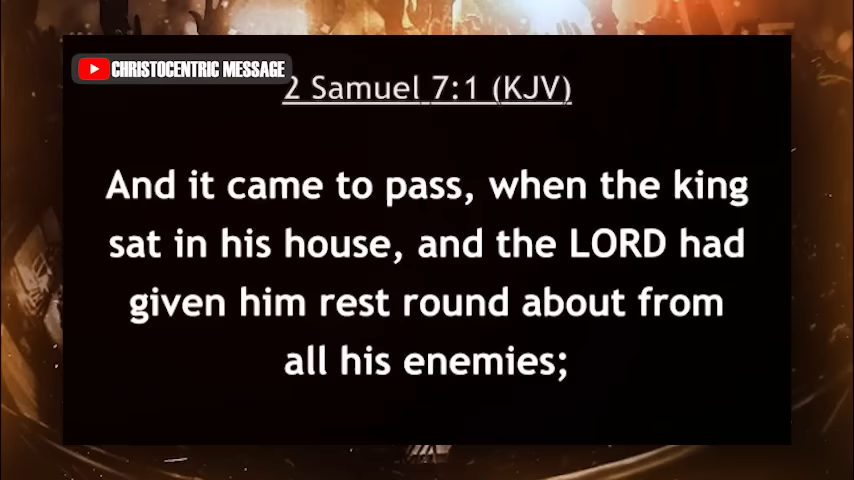 CHRISTOCENTRIC MESSAGE
2 Samuel 7:1 (KJV)
And it came to pass, when the king
sat in his house, and the LORD had
given him rest round about from
all his enemies;